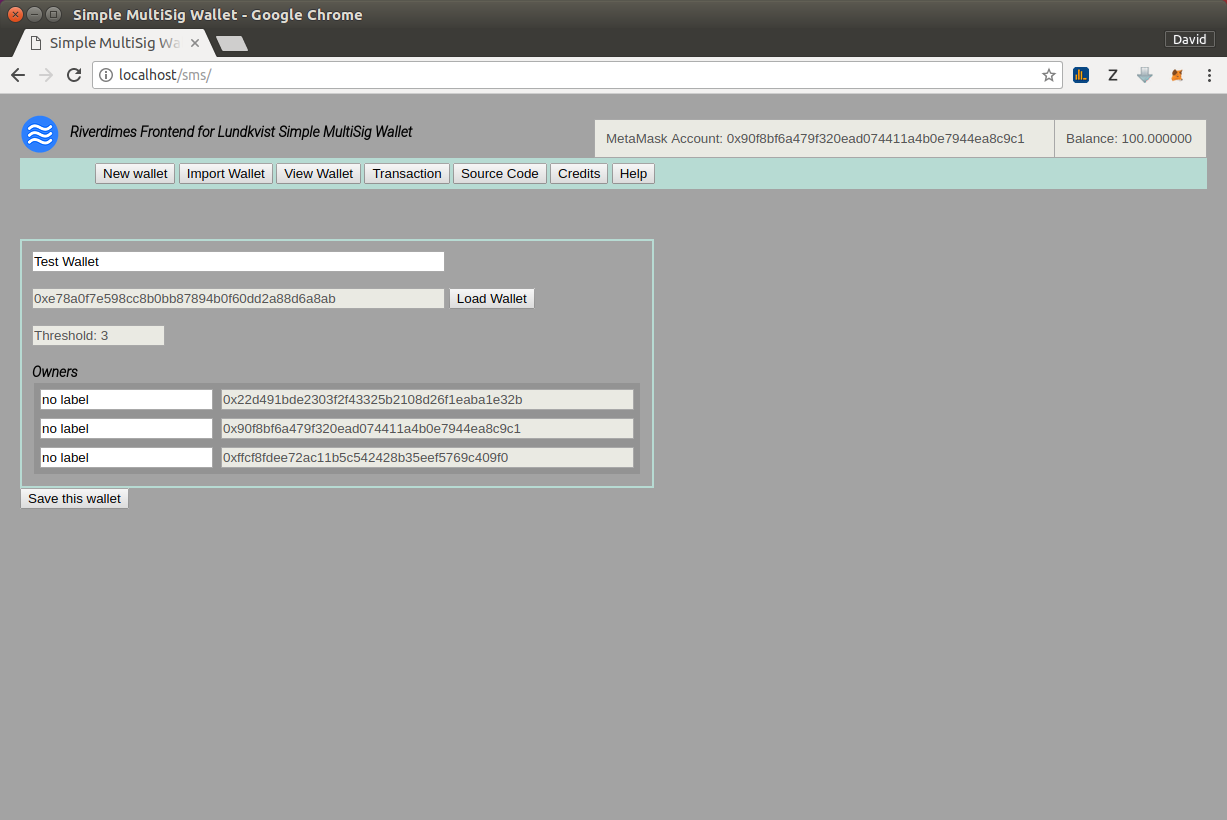 Simple MultiSig Wallet - Google Chrome
Simple MultiSig Wa
David
localhost/sms/
Z
Riverdimes Frontend for Lundkvist Simple MultiSig Wallet
MetaMask Account: 0x90f8bf6a479f320ead074411a4b0e7944ea8c9c1 Balance: 100.000000
New wallet Import Wallet View Wallet Transaction Source Code Credits Help
Test Wallet
0xe78a0f7e598cc8b0bb87894b0f60dd2a88d6a8ab Load Wallet
Threshold: 3
Owners
no label 0x22d491bde2303f2f43325b2108d26f1eaba1e32b
no label 0x90f8bf6a479f320ead074411a4b0e7944ea8c9c1
no label 0xffcf8fdee72ac11b5c542428b35eef5769c409f0
Save this wallet